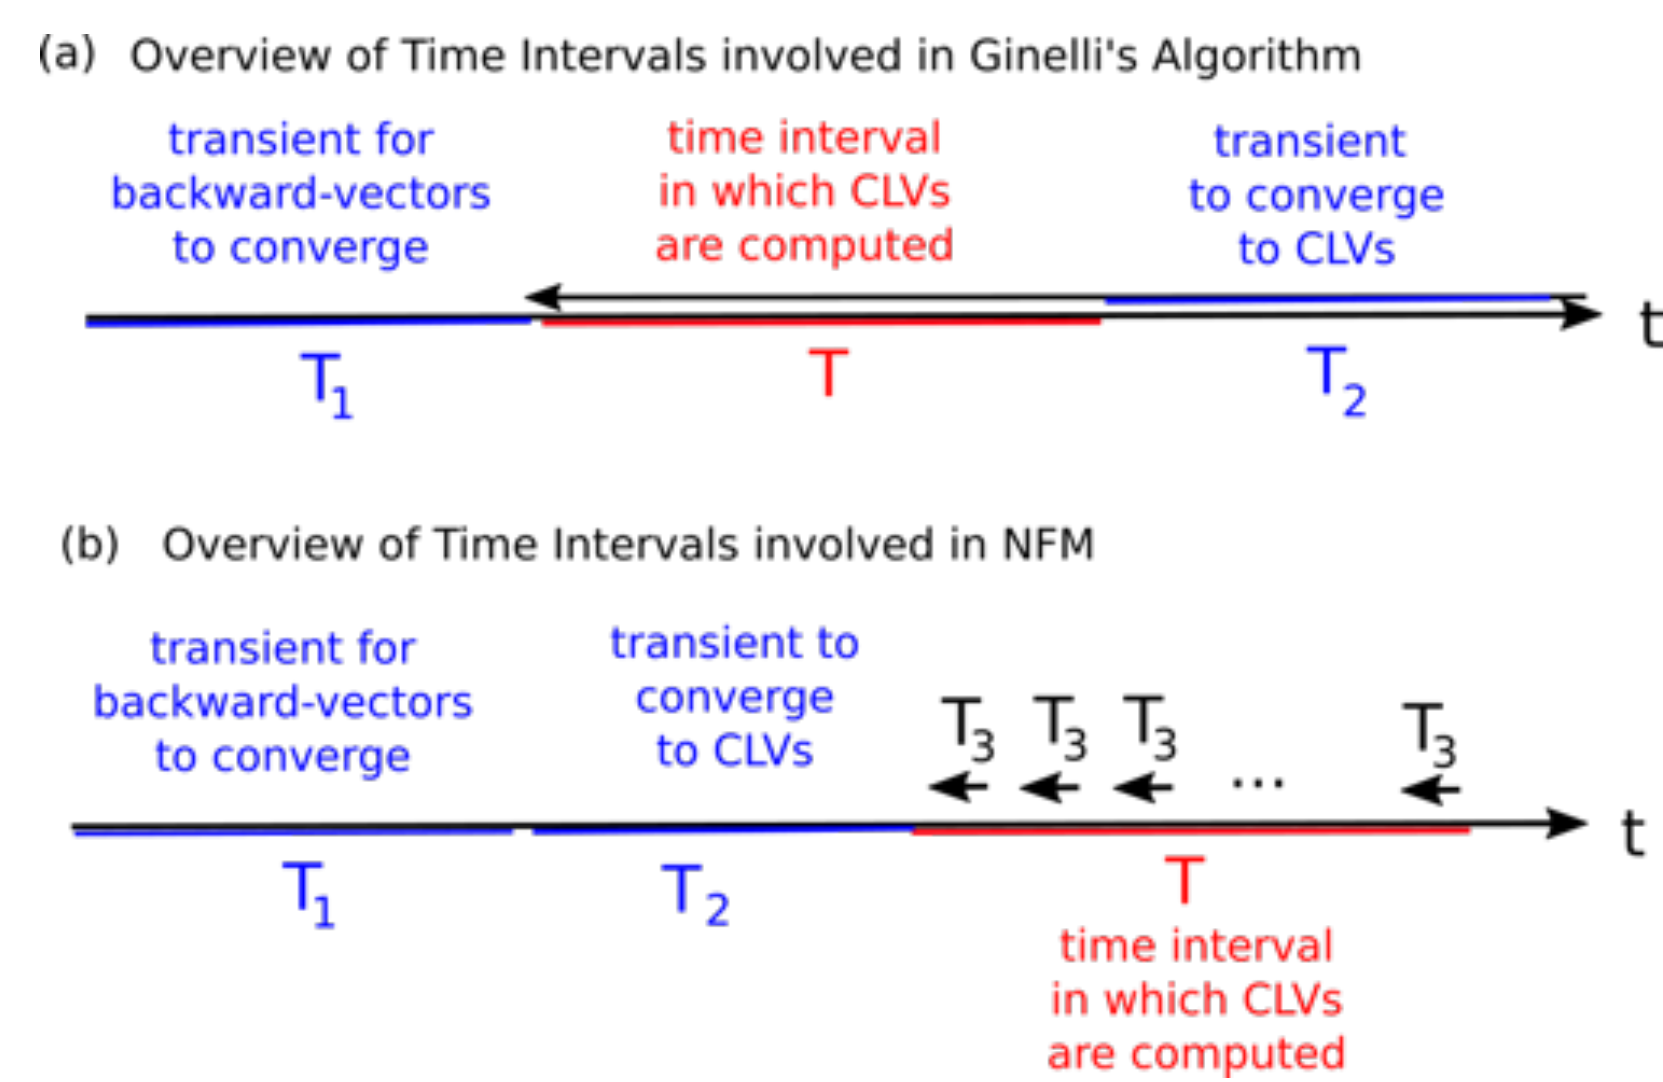 (a) Overview of Time Intervals involved in Ginelli's Algorithm
transient for
backward-vectors
to converge
time interval
in which CLVs
are computed
transient
to converge
to CLVs
t
T1
T
T2
(b) Overview of Time Intervals involved in NFM
transient for
backward-vectors
to converge
transient to
converge
to CLVs
T3 T3 T3 ... T3
t
T1
T2
T
time interval
in which CLVs
are computed